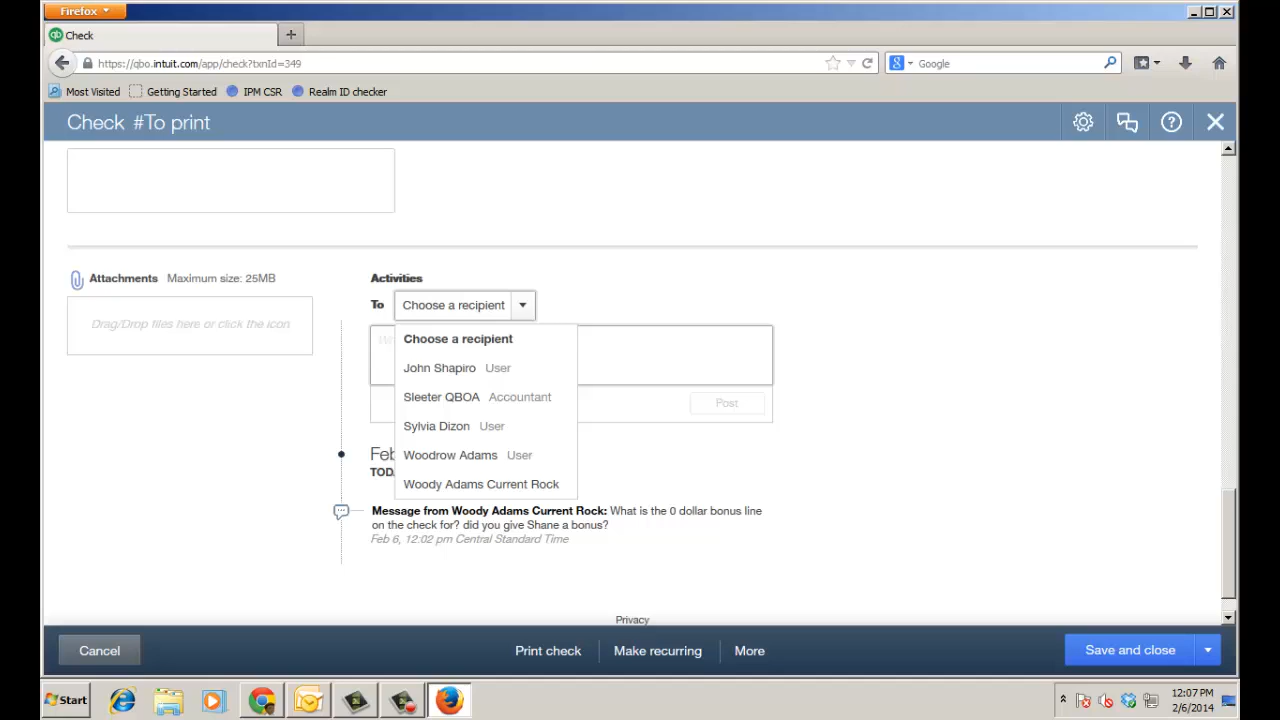 Firefox
Check
https://qbo.intuit.com/app/check?txnId=349
Google
Most Visited
Getting Started
IPM CSR
Realm ID checker
Check #To print
Attachments Maximum size: 25MB
Drag/Drop files here or click the icon
Activities
To Choose a recipient
Choose a recipient
John Shapiro User
Sleeter QBOA Accountant
Sylvia Dizon User
Woodrow Adams User
Woody Adams Current Rock
Post
Message from Woody Adams Current Rock: What is the 0 dollar bonus line
on the check for? did you give Shane a bonus?
Feb 6, 12:02 pm Central Standard Time
Privacy
Cancel
Print check
Make recurring
More
Save and close
Start
12:07 PM
2/6/2014